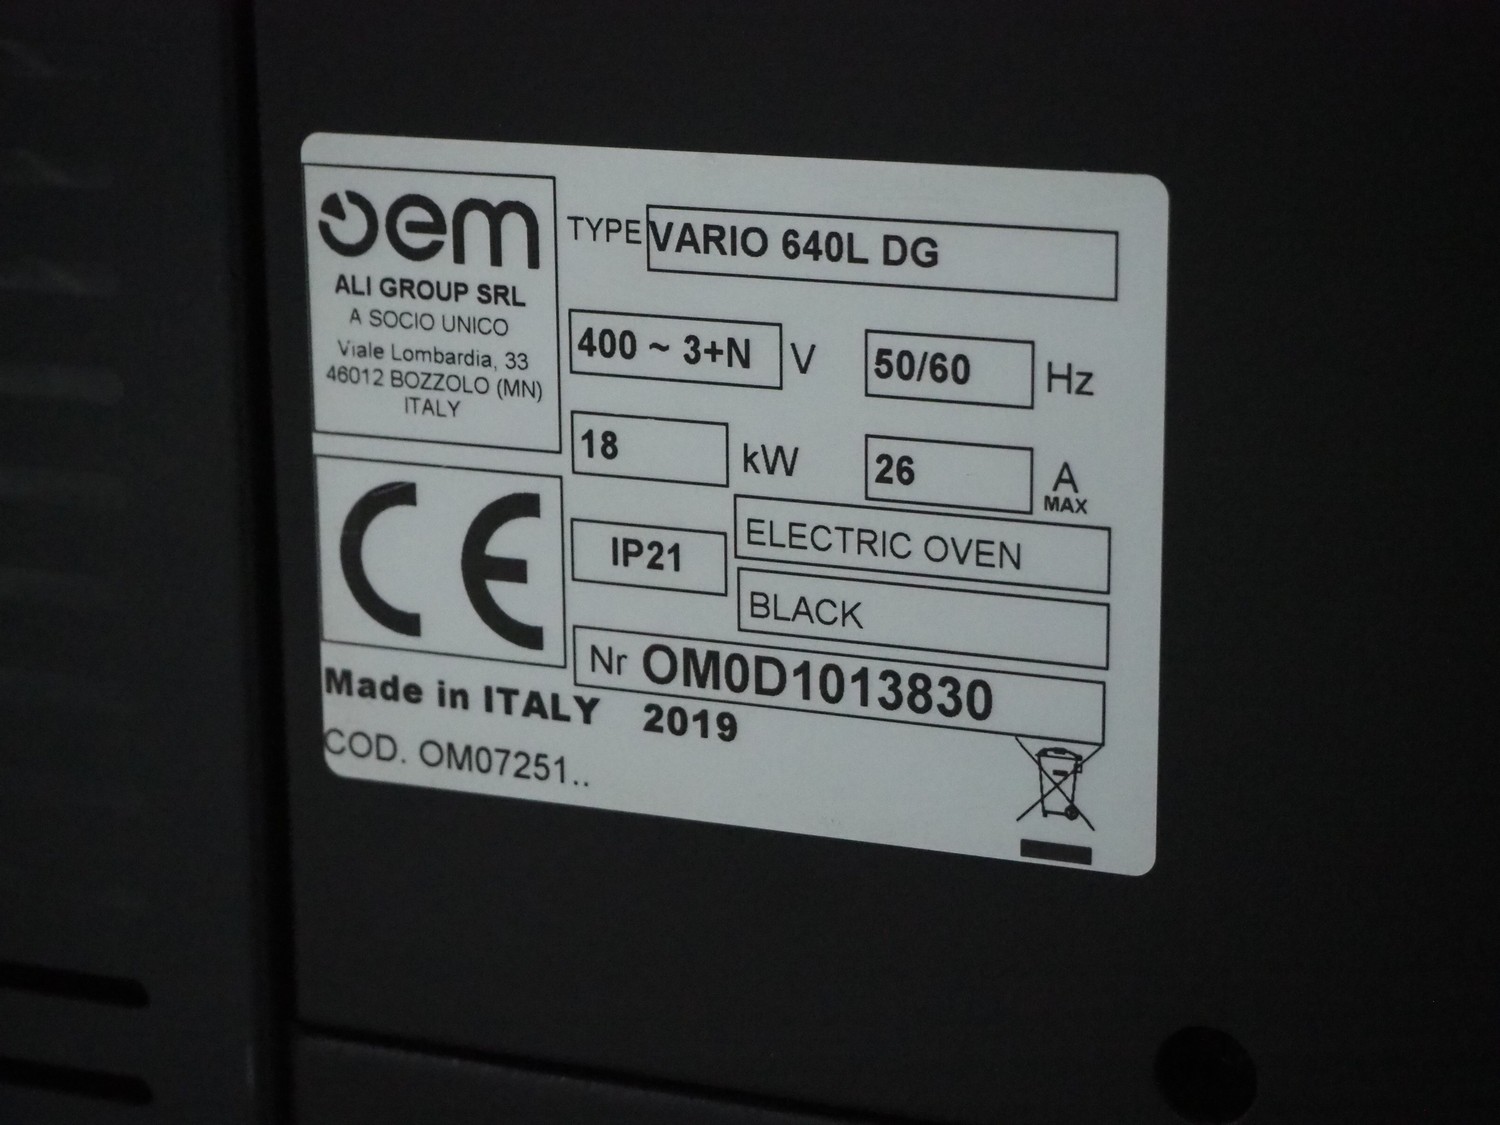 oem
ALI GROUP SRL
A SOCIO UNICO
Viale Lombardia, 33
46012 BOZZOLO (MN)
ITALY
TYPE VARIO 640L DG
400 ~ 3+N V 50/60 Hz
18 kW 26 A MAX
IP21 ELECTRIC OVEN
BLACK
CE
Nr OM0D1013830
Made in ITALY 2019
COD. OM07251..